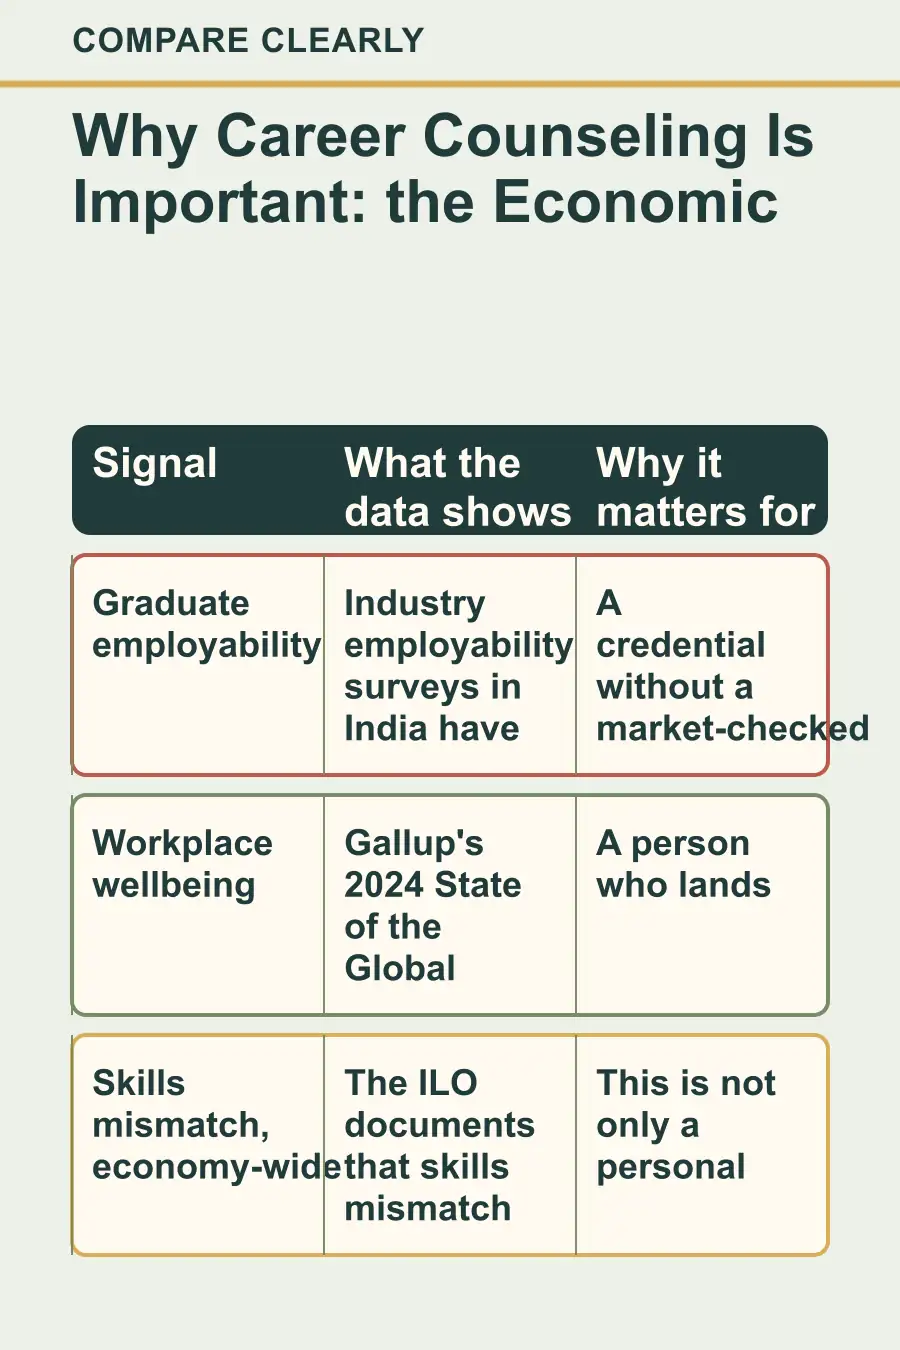 COMPARE CLEARLY
Why Career Counseling Is
Important: the Economic
Signal
What the
data shows
Why it
matters for
Graduate
employability
Industry
employability
surveys in
India have
A
credential
without a
market-checked
Workplace
wellbeing
Gallup's
2024 State
of the
Global
A person
who lands
Skills
mismatch,
economy-wide
The ILO
documents
that skills
mismatch
This is not
only a
personal